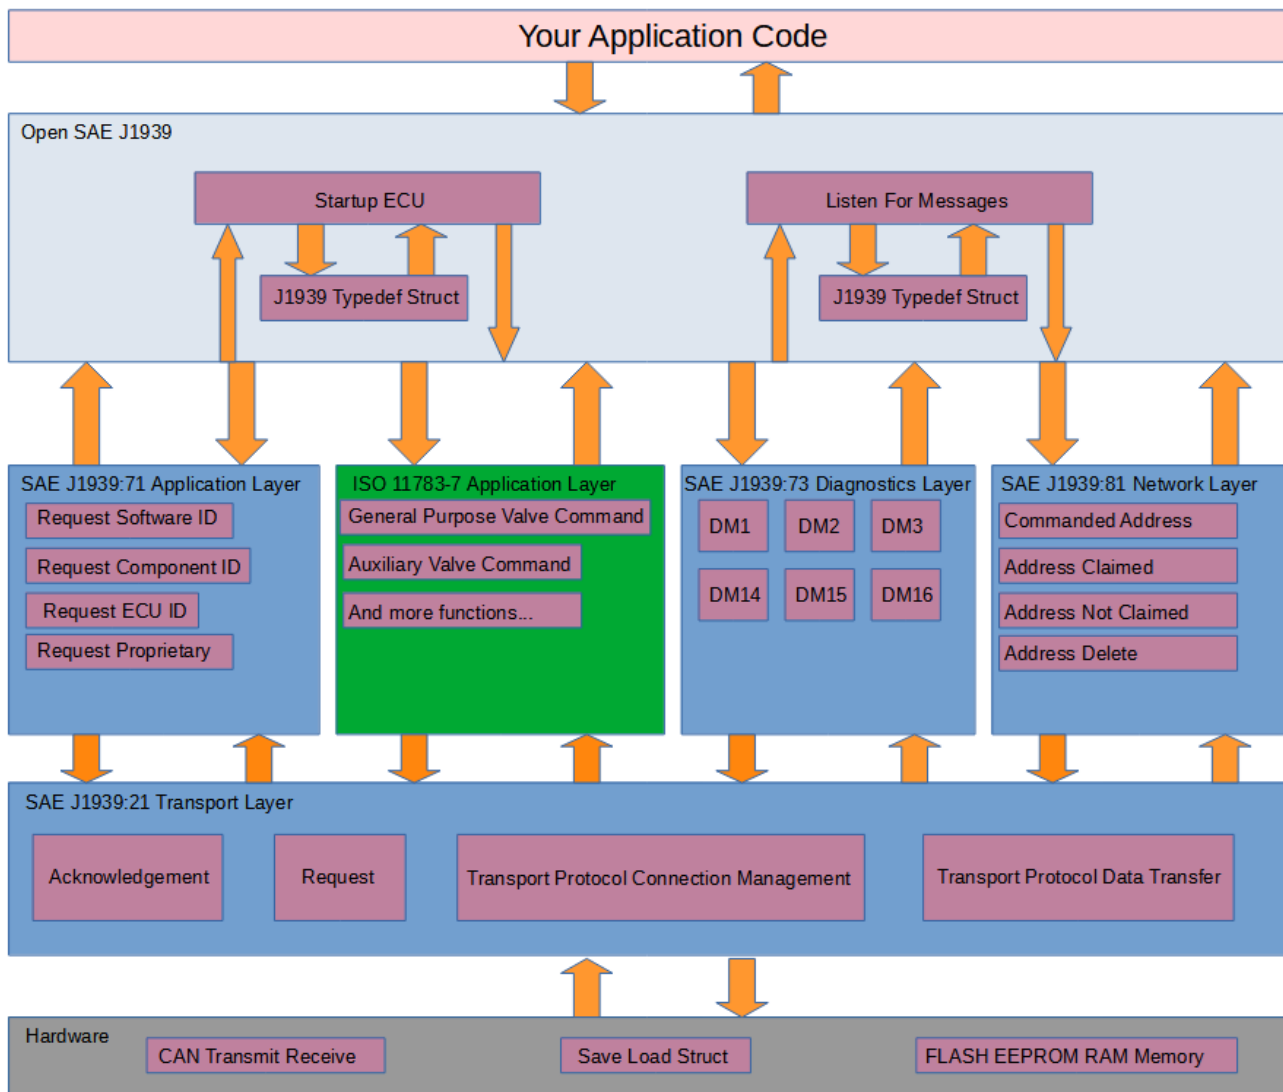 Your Application Code
Open SAE J1939
Startup ECU
Listen For Messages
J1939 Typedef Struct
J1939 Typedef Struct
SAE J1939:71 Application Layer
Request Software ID
Request Component ID
Request ECU ID
Request Proprietary
ISO 11783-7 Application Layer
General Purpose Valve Command
Auxiliary Valve Command
And more functions...
SAE J1939:73 Diagnostics Layer
DM1
DM2
DM3
DM14
DM15
DM16
SAE J1939:81 Network Layer
Commanded Address
Address Claimed
Address Not Claimed
Address Delete
SAE J1939:21 Transport Layer
Acknowledgement
Request
Transport Protocol Connection Management
Transport Protocol Data Transfer
Hardware
CAN Transmit Receive
Save Load Struct
FLASH EEPROM RAM Memory